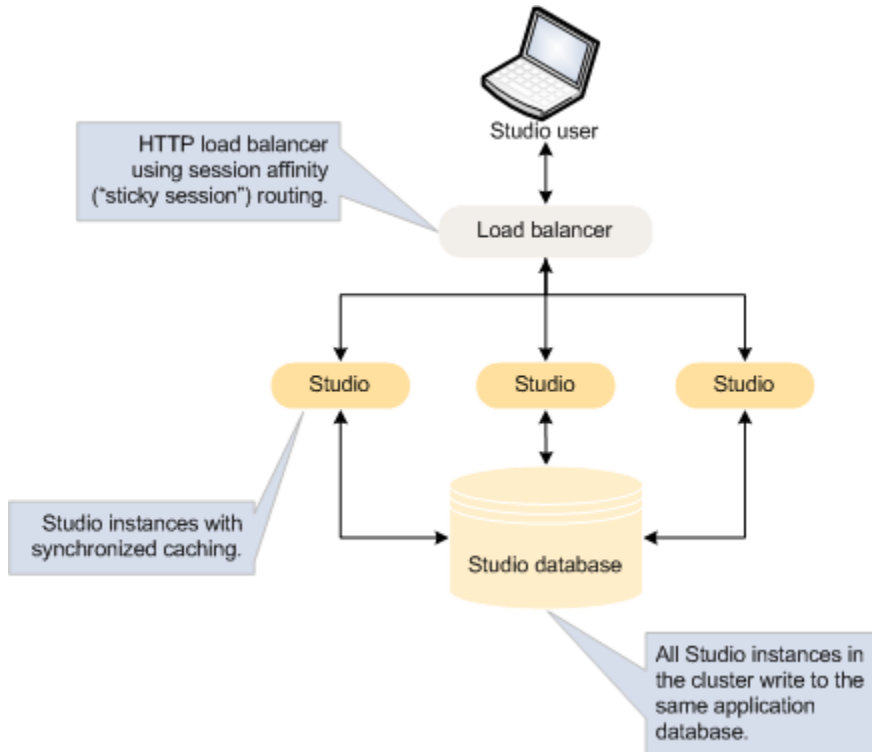 Studio user
HTTP load balancer
using session affinity
(“sticky session”) routing.
Load balancer
Studio
Studio
Studio
Studio instances with
synchronized caching.
Studio database
All Studio instances in
the cluster write to the
same application
database.